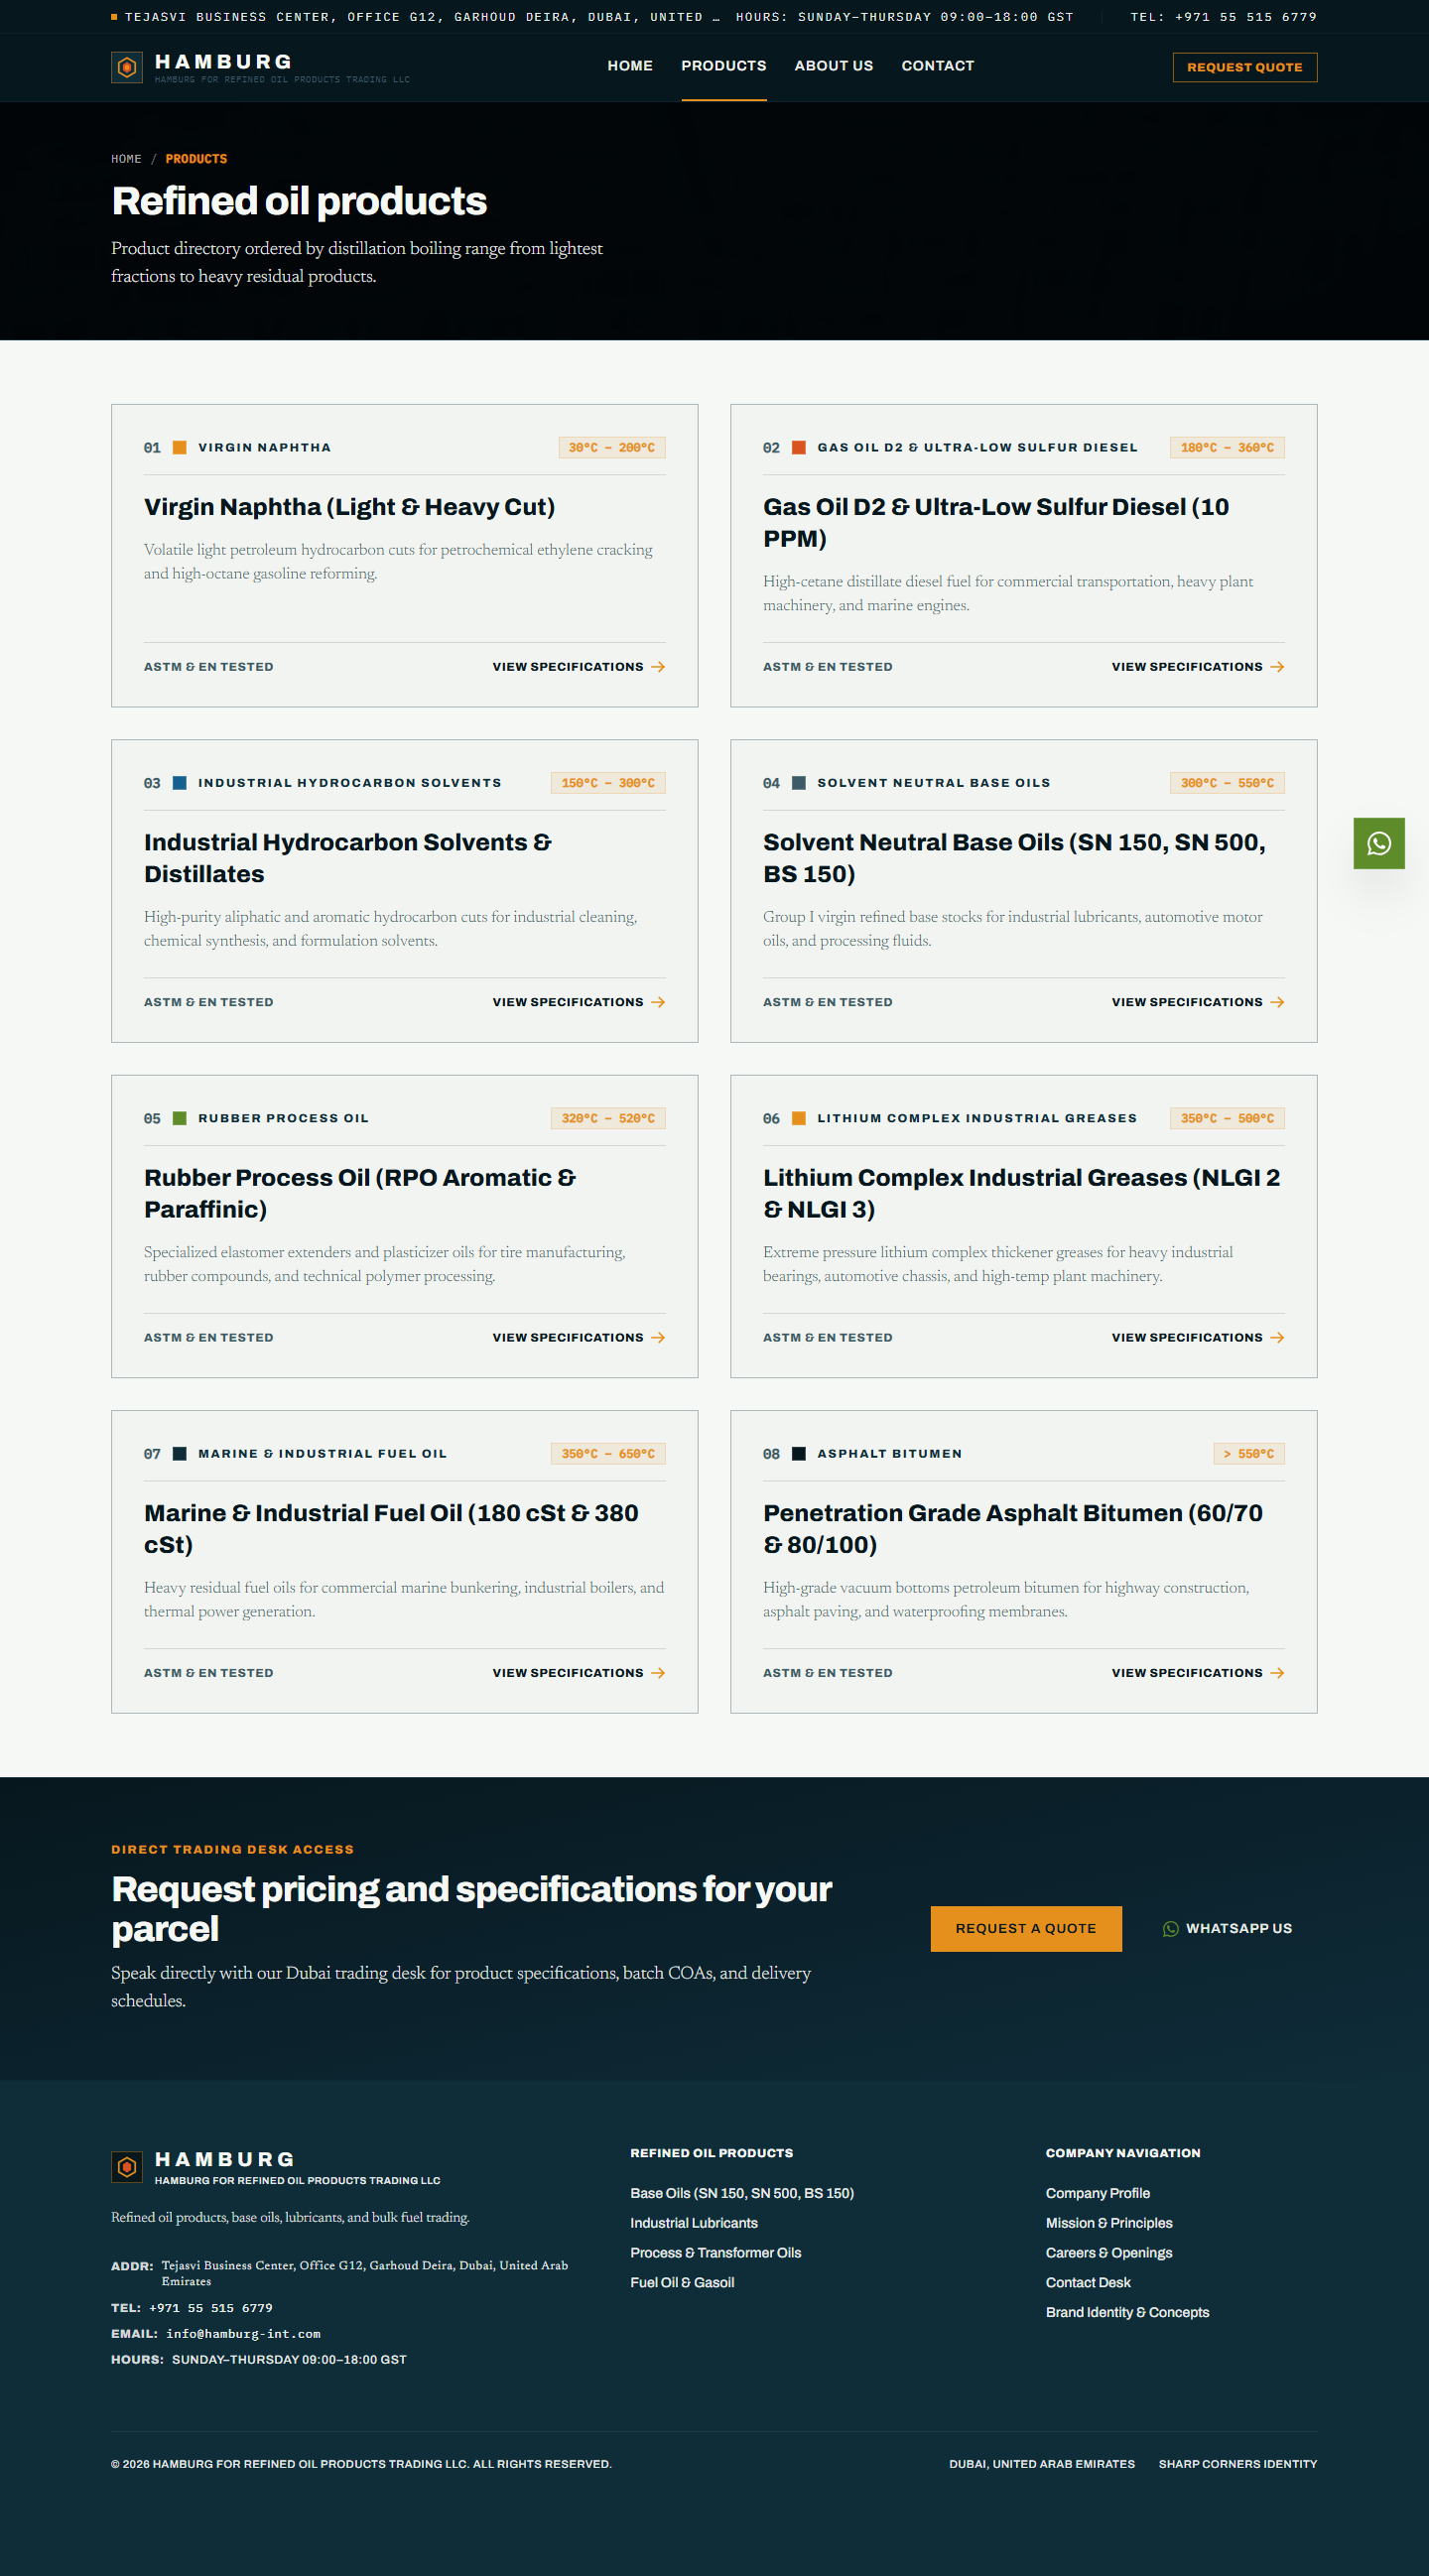 TEJASVI BUSINESS CENTER, OFFICE G12, GARHOUD DEIRA, DUBAI, UNITED …
HOURS: SUNDAY–THURSDAY 09:00–18:00 GST
TEL: +971 55 515 6779
HAMBURG
HAMBURG FOR REFINED OIL PRODUCTS TRADING LLC
HOME
PRODUCTS
ABOUT US
CONTACT
REQUEST QUOTE
HOME / PRODUCTS
Refined oil products
Product directory ordered by distillation boiling range from lightest
fractions to heavy residual products.
01 VIRGIN NAPHTHA 30°C – 200°C
Virgin Naphtha (Light & Heavy Cut)
Volatile light petroleum hydrocarbon cuts for petrochemical ethylene cracking
and high-octane gasoline reforming.
ASTM & EN TESTED
VIEW SPECIFICATIONS →
02 GAS OIL D2 & ULTRA-LOW SULFUR DIESEL 180°C – 360°C
Gas Oil D2 & Ultra-Low Sulfur Diesel (10
PPM)
High-cetane distillate diesel fuel for commercial transportation, heavy plant
machinery, and marine engines.
ASTM & EN TESTED
VIEW SPECIFICATIONS →
03 INDUSTRIAL HYDROCARBON SOLVENTS 150°C – 300°C
Industrial Hydrocarbon Solvents &
Distillates
High-purity aliphatic and aromatic hydrocarbon cuts for industrial cleaning,
chemical synthesis, and formulation solvents.
ASTM & EN TESTED
VIEW SPECIFICATIONS →
04 SOLVENT NEUTRAL BASE OILS 300°C – 550°C
Solvent Neutral Base Oils (SN 150, SN 500,
BS 150)
Group I virgin refined base stocks for industrial lubricants, automotive motor
oils, and processing fluids.
ASTM & EN TESTED
VIEW SPECIFICATIONS →
05 RUBBER PROCESS OIL 320°C – 520°C
Rubber Process Oil (RPO Aromatic &
Paraffinic)
Specialized elastomer extenders and plasticizer oils for tire manufacturing,
rubber compounds, and technical polymer processing.
ASTM & EN TESTED
VIEW SPECIFICATIONS →
06 LITHIUM COMPLEX INDUSTRIAL GREASES 350°C – 500°C
Lithium Complex Industrial Greases (NLGI 2
& NLGI 3)
Extreme pressure lithium complex thickener greases for heavy industrial
bearings, automotive chassis, and high-temp plant machinery.
ASTM & EN TESTED
VIEW SPECIFICATIONS →
07 MARINE & INDUSTRIAL FUEL OIL 350°C – 650°C
Marine & Industrial Fuel Oil (180 cSt & 380
cSt)
Heavy residual fuel oils for commercial marine bunkering, industrial boilers, and
thermal power generation.
ASTM & EN TESTED
VIEW SPECIFICATIONS →
08 ASPHALT BITUMEN > 550°C
Penetration Grade Asphalt Bitumen (60/70
& 80/100)
High-grade vacuum bottoms petroleum bitumen for highway construction,
asphalt paving, and waterproofing membranes.
ASTM & EN TESTED
VIEW SPECIFICATIONS →
DIRECT TRADING DESK ACCESS
Request pricing and specifications for your
parcel
Speak directly with our Dubai trading desk for product specifications, batch COAs, and delivery
schedules.
REQUEST A QUOTE
WHATSAPP US
HAMBURG
HAMBURG FOR REFINED OIL PRODUCTS TRADING LLC
Refined oil products, base oils, lubricants, and bulk fuel trading.
ADDR: Tejasvi Business Center, Office G12, Garhoud Deira, Dubai, United Arab
Emirates
TEL: +971 55 515 6779
EMAIL: info@hamburg-int.com
HOURS: SUNDAY–THURSDAY 09:00–18:00 GST
REFINED OIL PRODUCTS
Base Oils (SN 150, SN 500, BS 150)
Industrial Lubricants
Process & Transformer Oils
Fuel Oil & Gasoil
COMPANY NAVIGATION
Company Profile
Mission & Principles
Careers & Openings
Contact Desk
Brand Identity & Concepts
© 2026 HAMBURG FOR REFINED OIL PRODUCTS TRADING LLC. ALL RIGHTS RESERVED.
DUBAI, UNITED ARAB EMIRATES
SHARP CORNERS IDENTITY